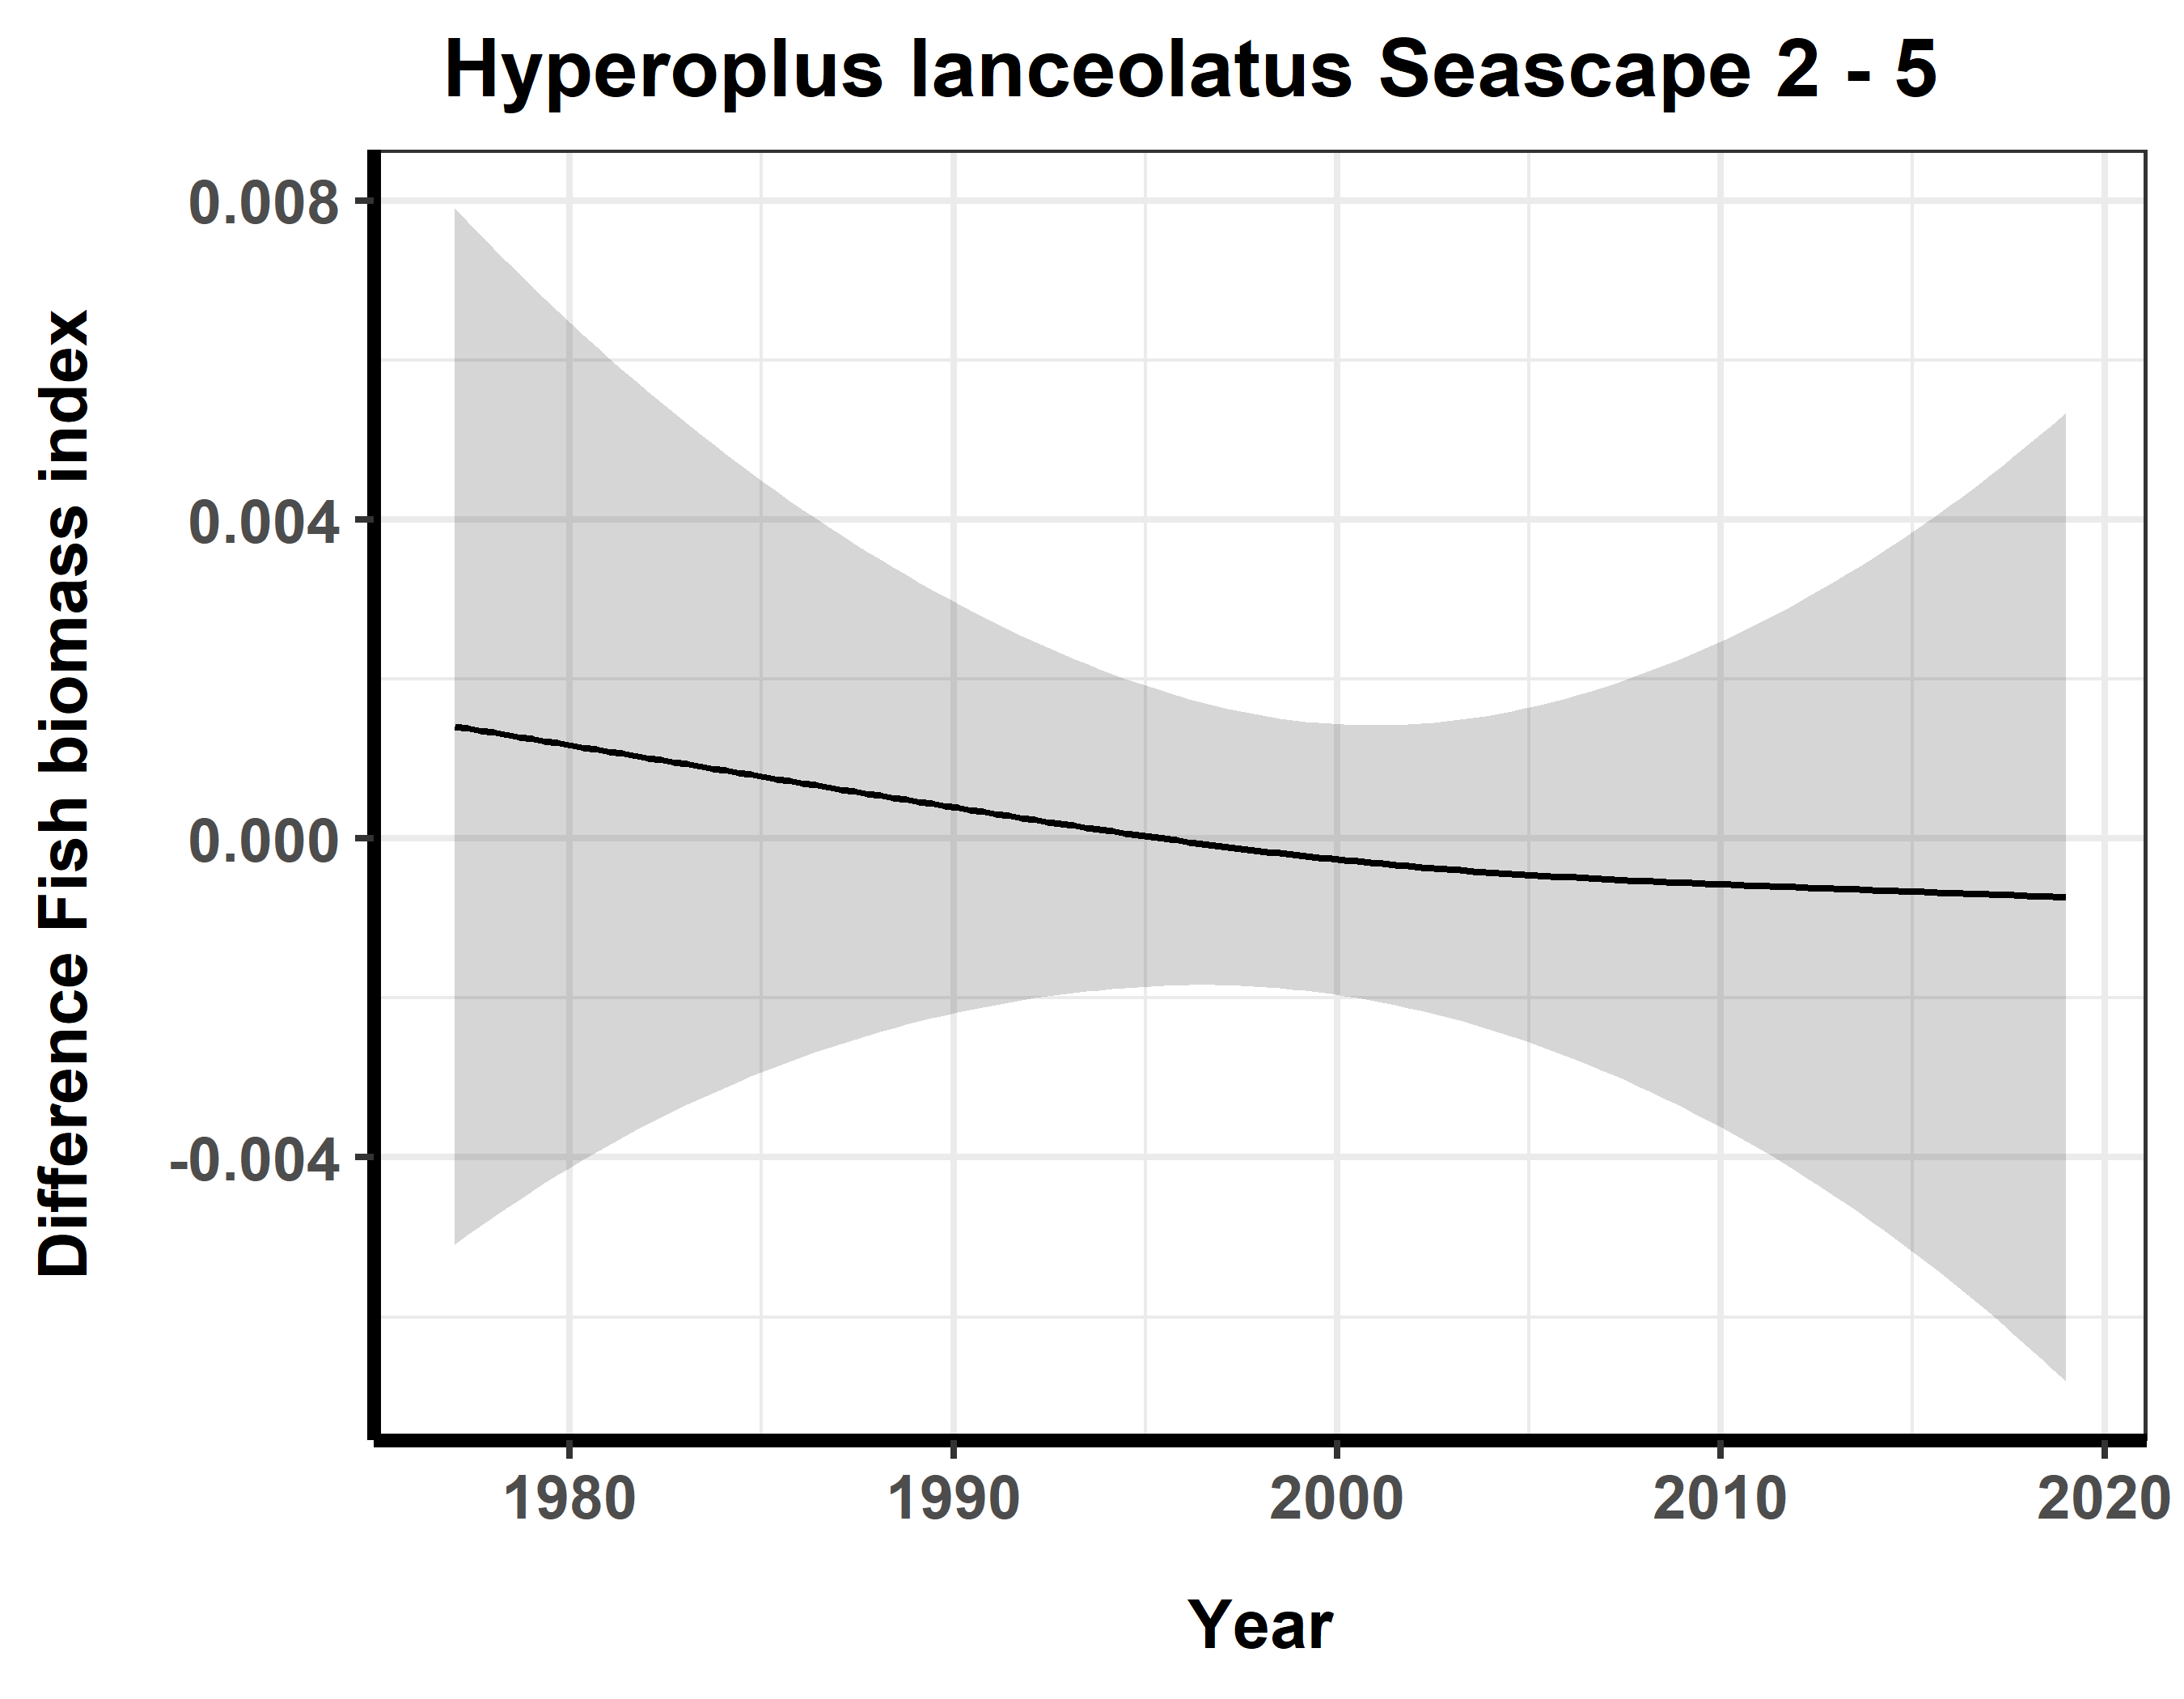 Hyperoplus lanceolatus Seascape 2 - 5
Difference Fish biomass index
0.008
0.004
0.000
-0.004
1980 1990 2000 2010 2020
Year